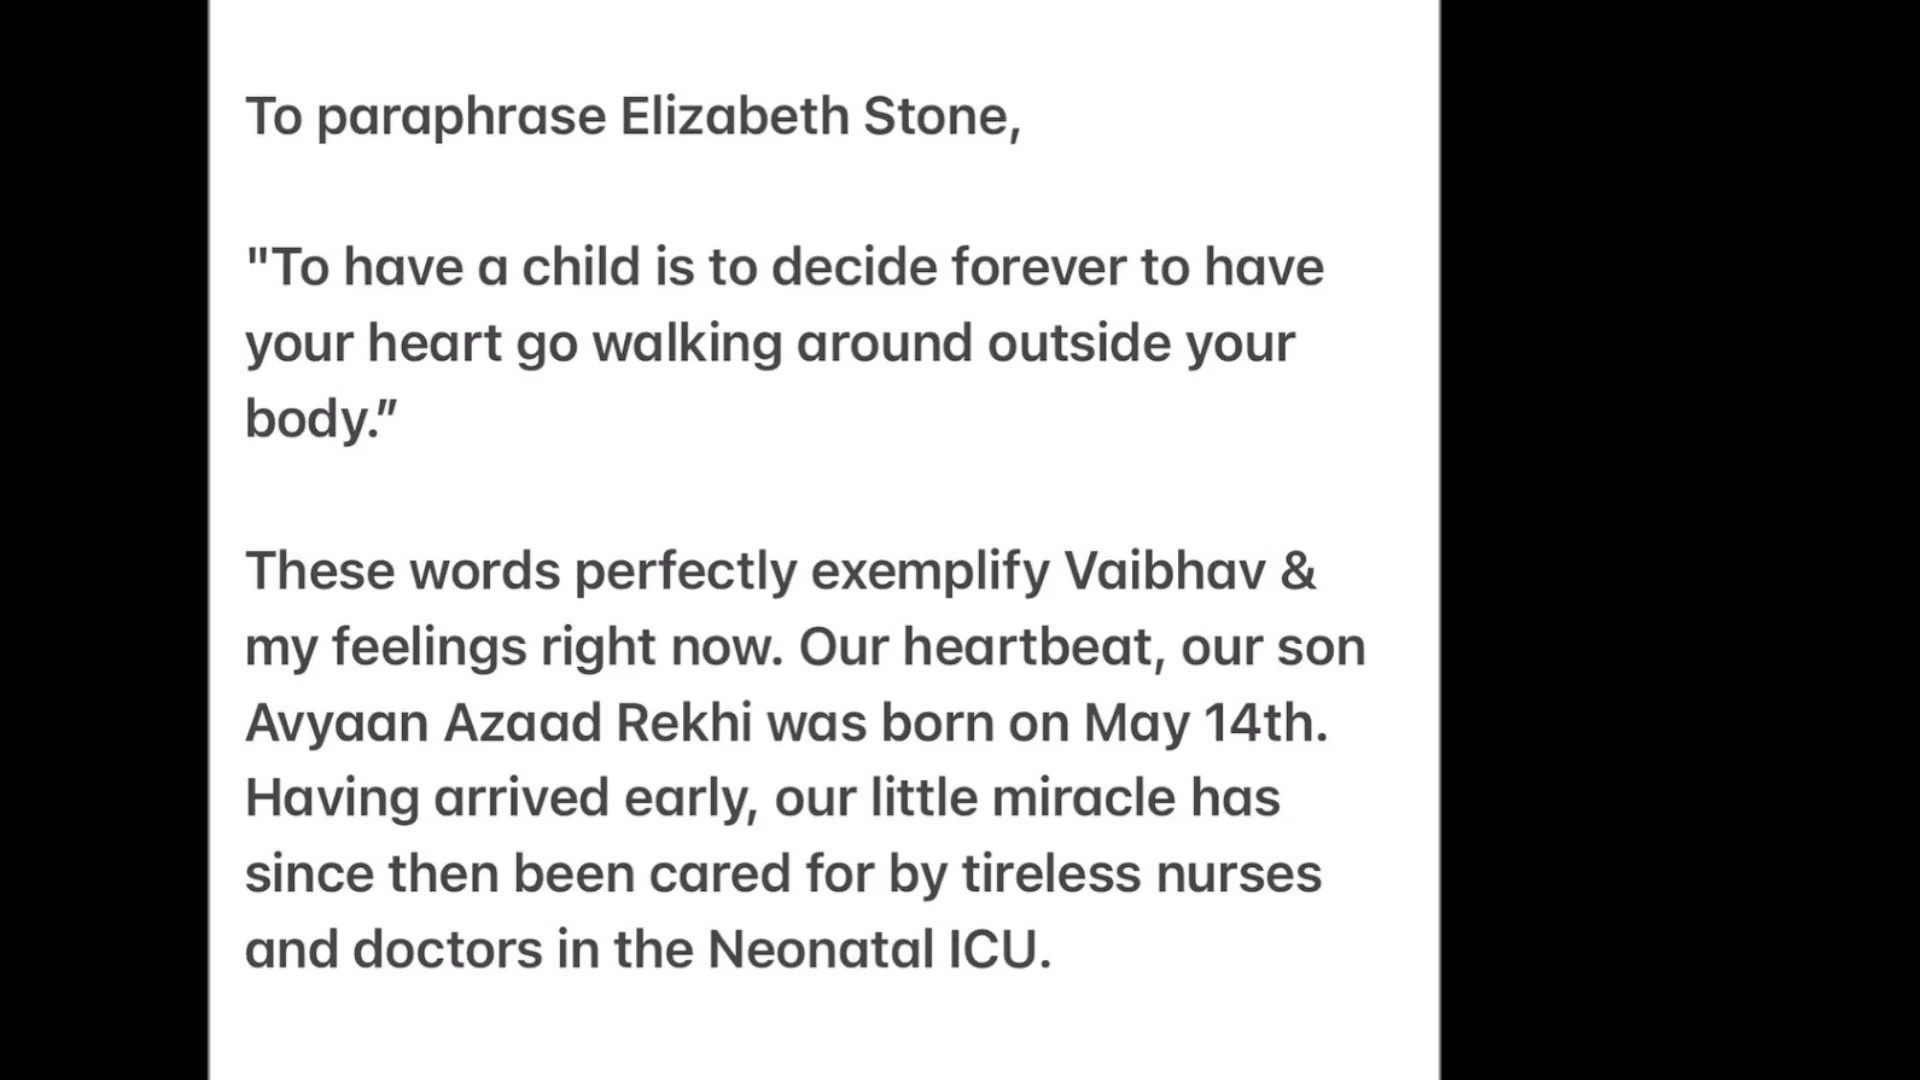 To paraphrase Elizabeth Stone,
"To have a child is to decide forever to have
your heart go walking around outside your
body.”
These words perfectly exemplify Vaibhav &
my feelings right now. Our heartbeat, our son
Avyaan Azaad Rekhi was born on May 14th.
Having arrived early, our little miracle has
since then been cared for by tireless nurses
and doctors in the Neonatal ICU.